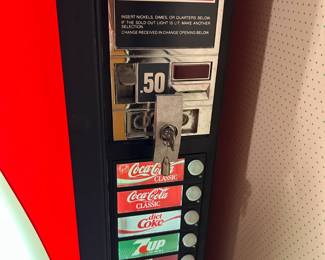 INSERT NICKELS, DIMES, OR QUARTERS BELOW.
IF THE SOLD OUT LIGHT IS LIT, MAKE ANOTHER
SELECTION.
CHANGE RECEIVED IN CHANGE OPENING BELOW.
.50
Coca-Cola
CLASSIC
Coca-Cola
CLASSIC
diet
Coke
7UP